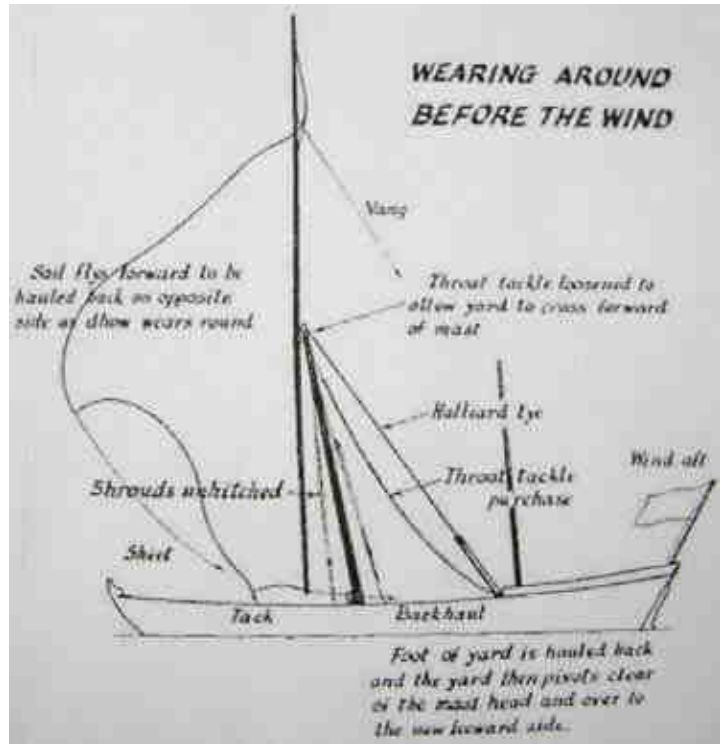 WEARING AROUND
BEFORE THE WIND
Vang
Sail flys forward to be
hauled back on opposite
side as dhow wears round
Throat tackle loosened to
allow yard to cross forward
of mast
Halliard tye
Wind aft
Throat tackle
purchase
Shrouds unhitched
Sheet
Tack
Backhaul
Foot of yard is hauled back
and the yard then pivots clear
of the mast head and over to
the new leeward side.